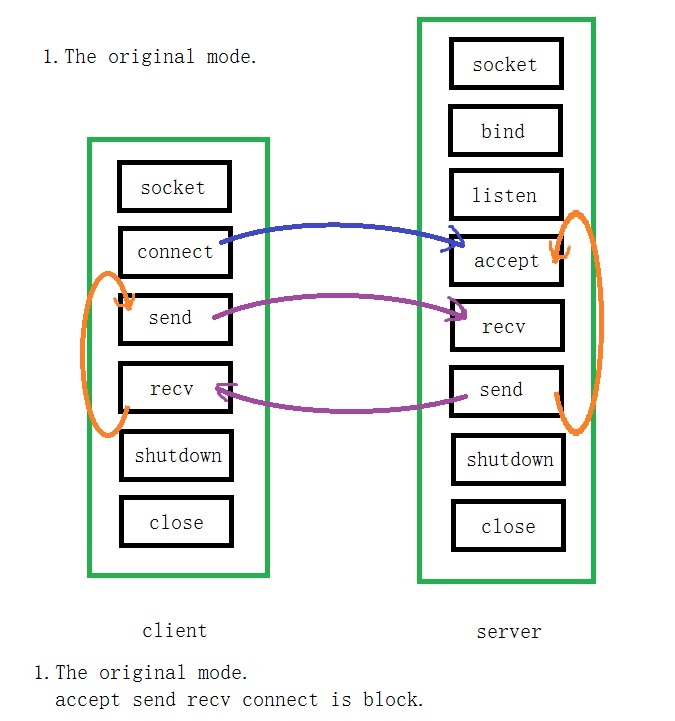 1. The original mode.
socket
connect
send
recv
shutdown
close
client
socket
bind
listen
accept
recv
send
shutdown
close
server
1. The original mode.
accept send recv connect is block.